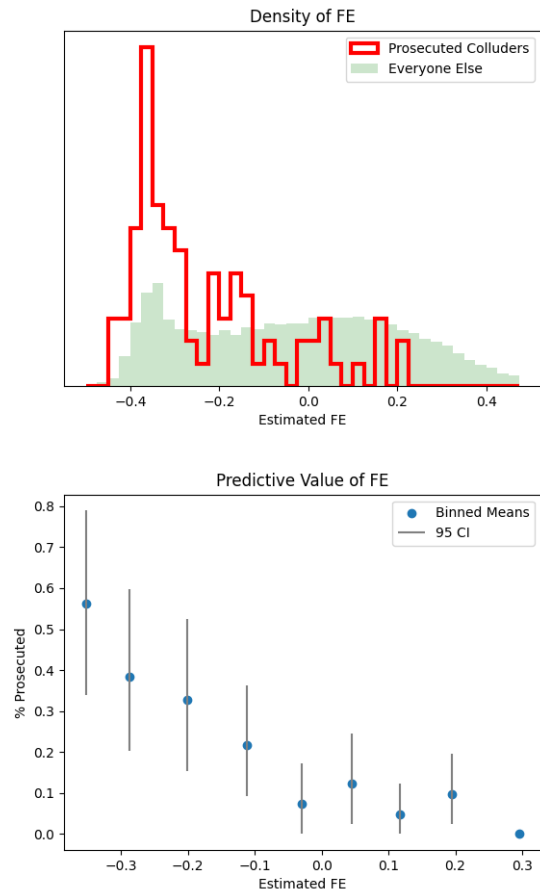 Density of FE
Prosecuted Colluders
Everyone Else
−0.4 −0.2 0.0 0.2 0.4
Estimated FE
Predictive Value of FE
0.8
Binned Means
95 CI
0.7
0.6
0.5
% Prosecuted
0.4
0.3
0.2
0.1
0.0
−0.3 −0.2 −0.1 0.0 0.1 0.2 0.3
Estimated FE